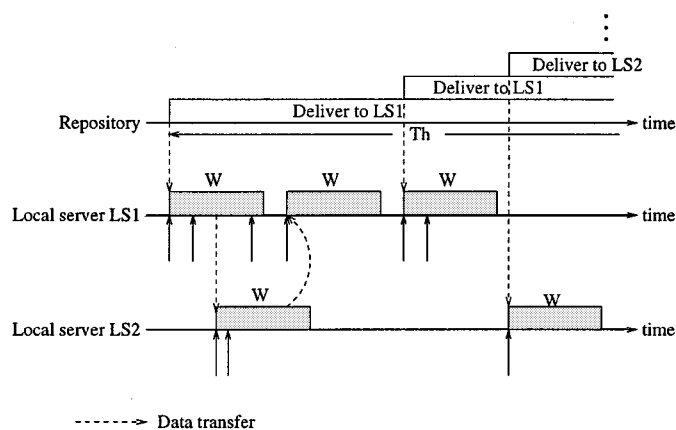 Deliver to LS2
Deliver to LS1
Deliver to LS1
Repository
time
Th
W
W
W
Local server LS1
time
W
W
Local server LS2
time
Data transfer